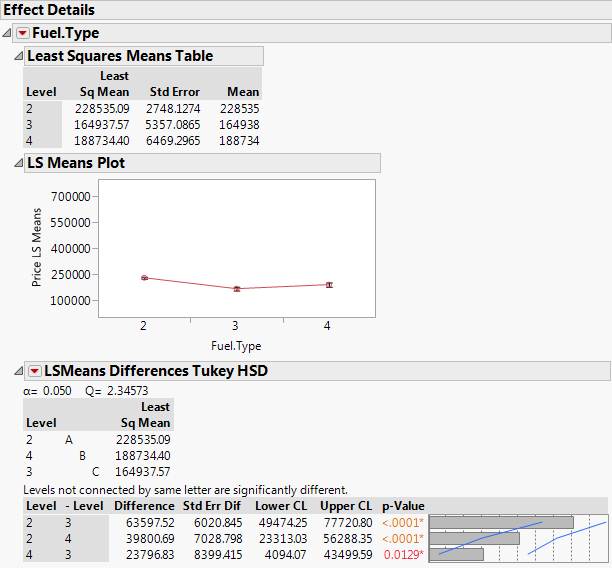 Effect Details
Fuel.Type
Least Squares Means Table
Least
Level Sq Mean Std Error Mean
2 228535.09 2748.1274 228535
3 164937.57 5357.0865 164938
4 188734.40 6469.2965 188734
LS Means Plot
Price LS Means
700000
550000
400000
250000
100000
2 3 4
Fuel.Type
LSMeans Differences Tukey HSD
α= 0.050 Q= 2.34573
Least
Level Sq Mean
2 A 228535.09
4 B 188734.40
3 C 164937.57
Levels not connected by same letter are significantly different.
Level - Level Difference Std Err Dif Lower CL Upper CL p-Value
2 3 63597.52 6020.845 49474.25 77720.80 <.0001*
2 4 39800.69 7028.798 23313.03 56288.35 <.0001*
4 3 23796.83 8399.415 4094.07 43499.59 0.0129*